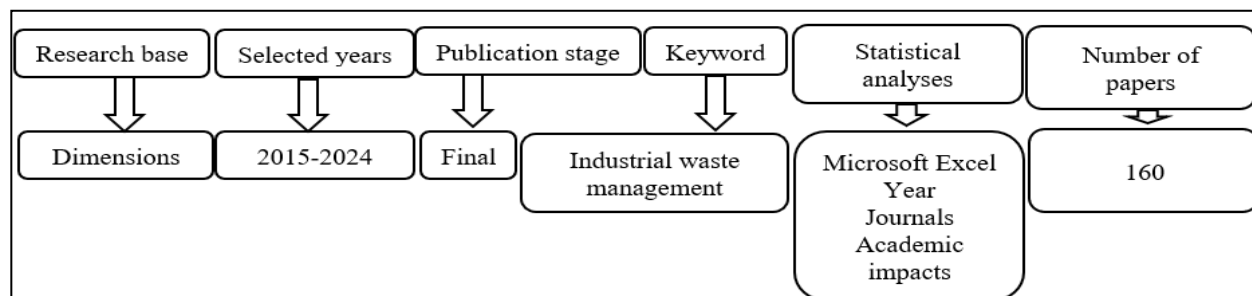 Research base
Selected years
Publication stage
Keyword
Statistical
analyses
Number of
papers
Dimensions
2015-2024
Final
Industrial waste
management
Microsoft Excel
Year
Journals
Academic
impacts
160